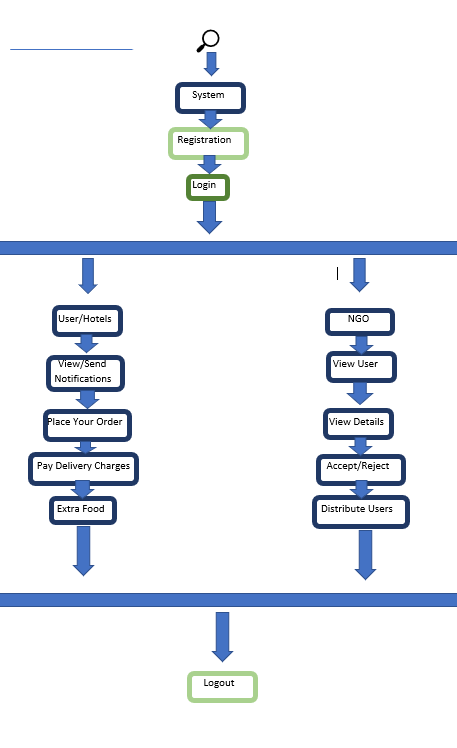 System
Registration
Login
User/Hotels
View/Send
Notifications
Place Your Order
Pay Delivery Charges
Extra Food
NGO
View User
View Details
Accept/Reject
Distribute Users
Logout